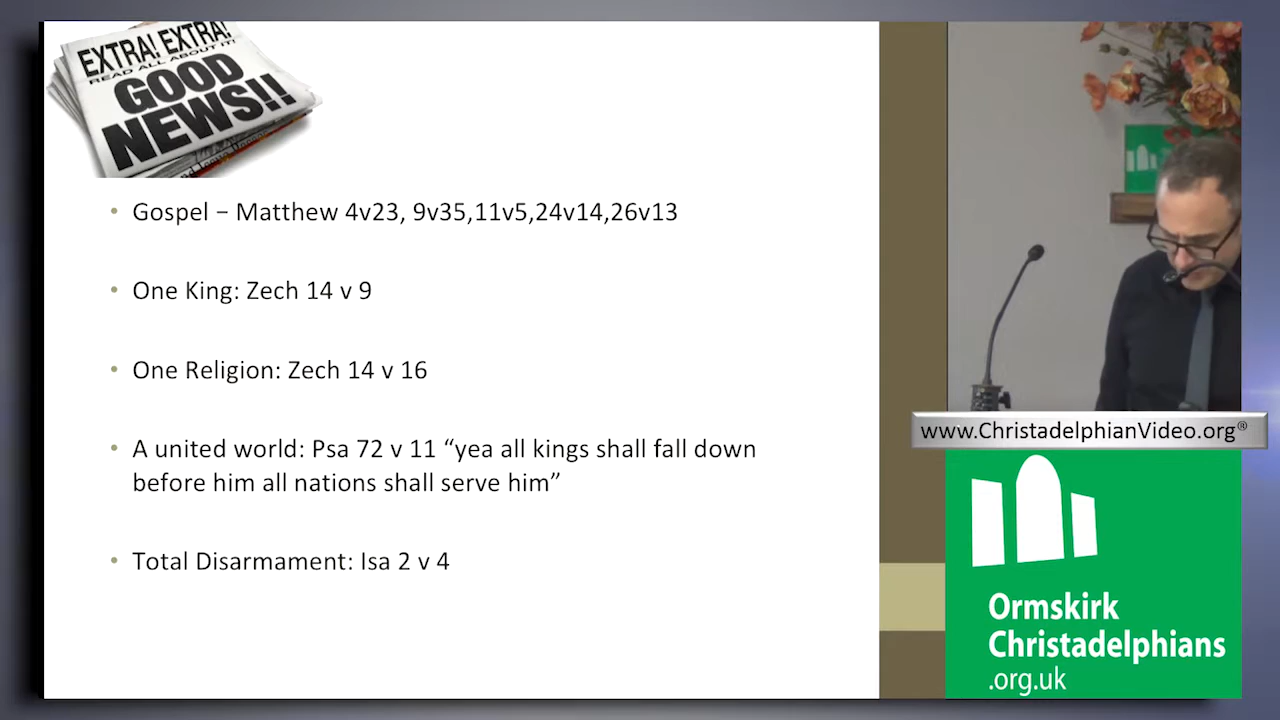 EXTRA! EXTRA!
READ ALL ABOUT IT!
GOOD
NEWS!!
• Gospel – Matthew 4v23, 9v35,11v5,24v14,26v13
• One King: Zech 14 v 9
• One Religion: Zech 14 v 16
• A united world: Psa 72 v 11 “yea all kings shall fall down
before him all nations shall serve him”
• Total Disarmament: Isa 2 v 4
www.ChristadelphianVideo.org®
Ormskirk
Christadelphians
.org.uk